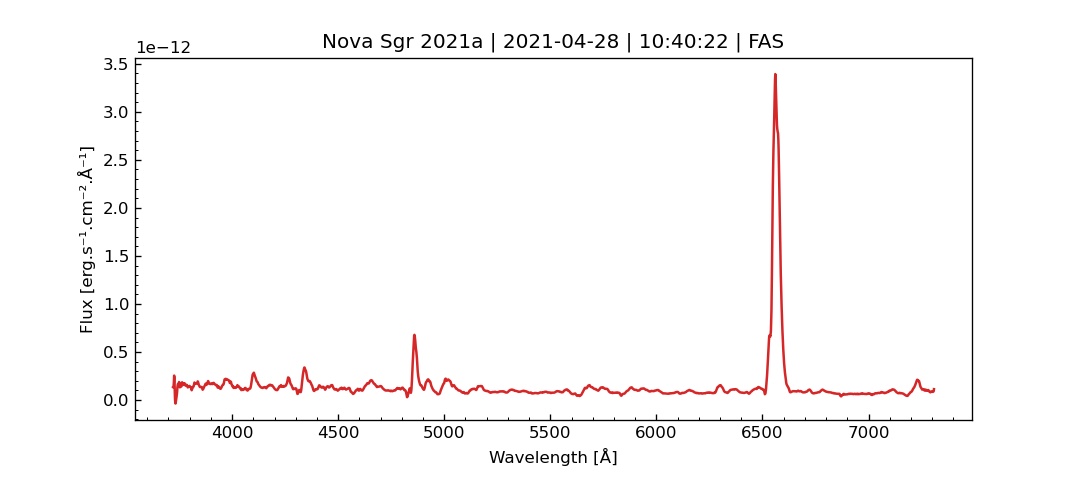 Nova Sgr 2021a | 2021-04-28 | 10:40:22 | FAS
1e−12
3.5
3.0
2.5
2.0
1.5
1.0
0.5
0.0
Flux [erg.s⁻¹.cm⁻².Å⁻¹]
4000 4500 5000 5500 6000 6500 7000
Wavelength [Å]